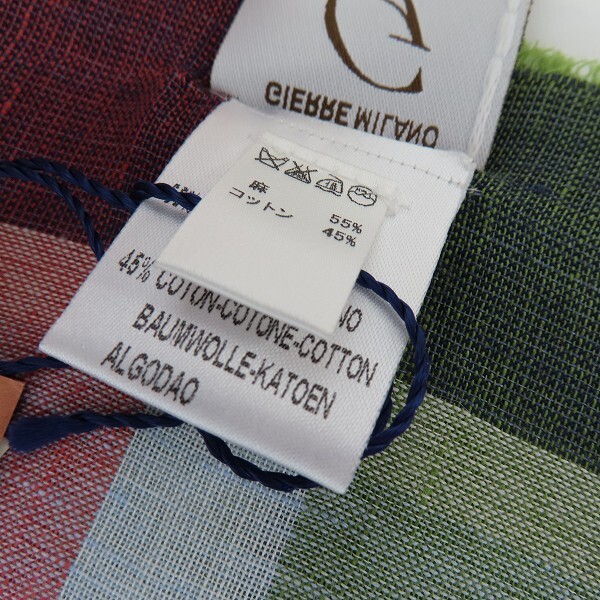 C
GIERRE MILANO
麻 55%
コットン 45%
45% COTON-COTONE-COTTON
BAUMWOLLE-KATOEN
ALGODAO